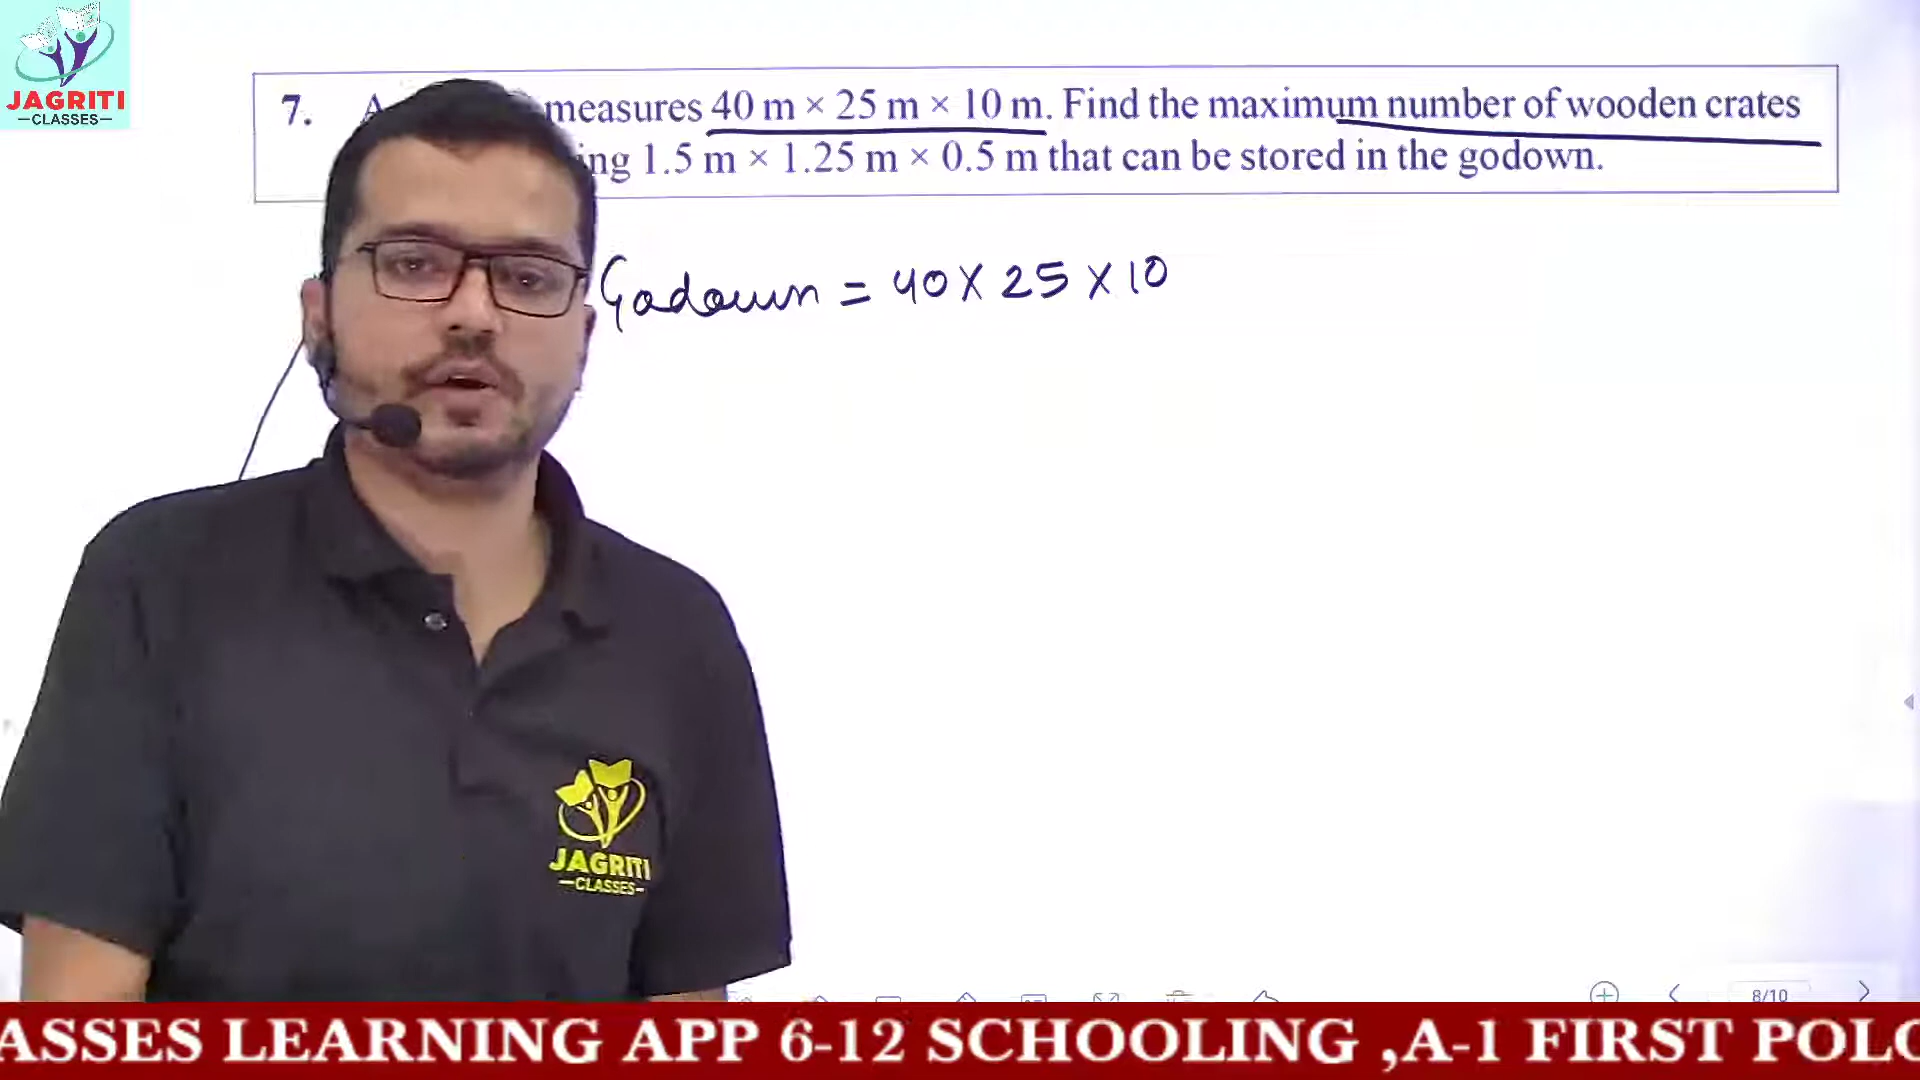 JAGRITI
CLASSES
7. measures 40 m × 25 m × 10 m. Find the maximum number of wooden crates
1.5 m × 1.25 m × 0.5 m that can be stored in the godown.
Godown = 40 × 25 × 10
JAGRITI
CLASSES
8/10
ASSES LEARNING APP 6-12 SCHOOLING ,A-1 FIRST POLO